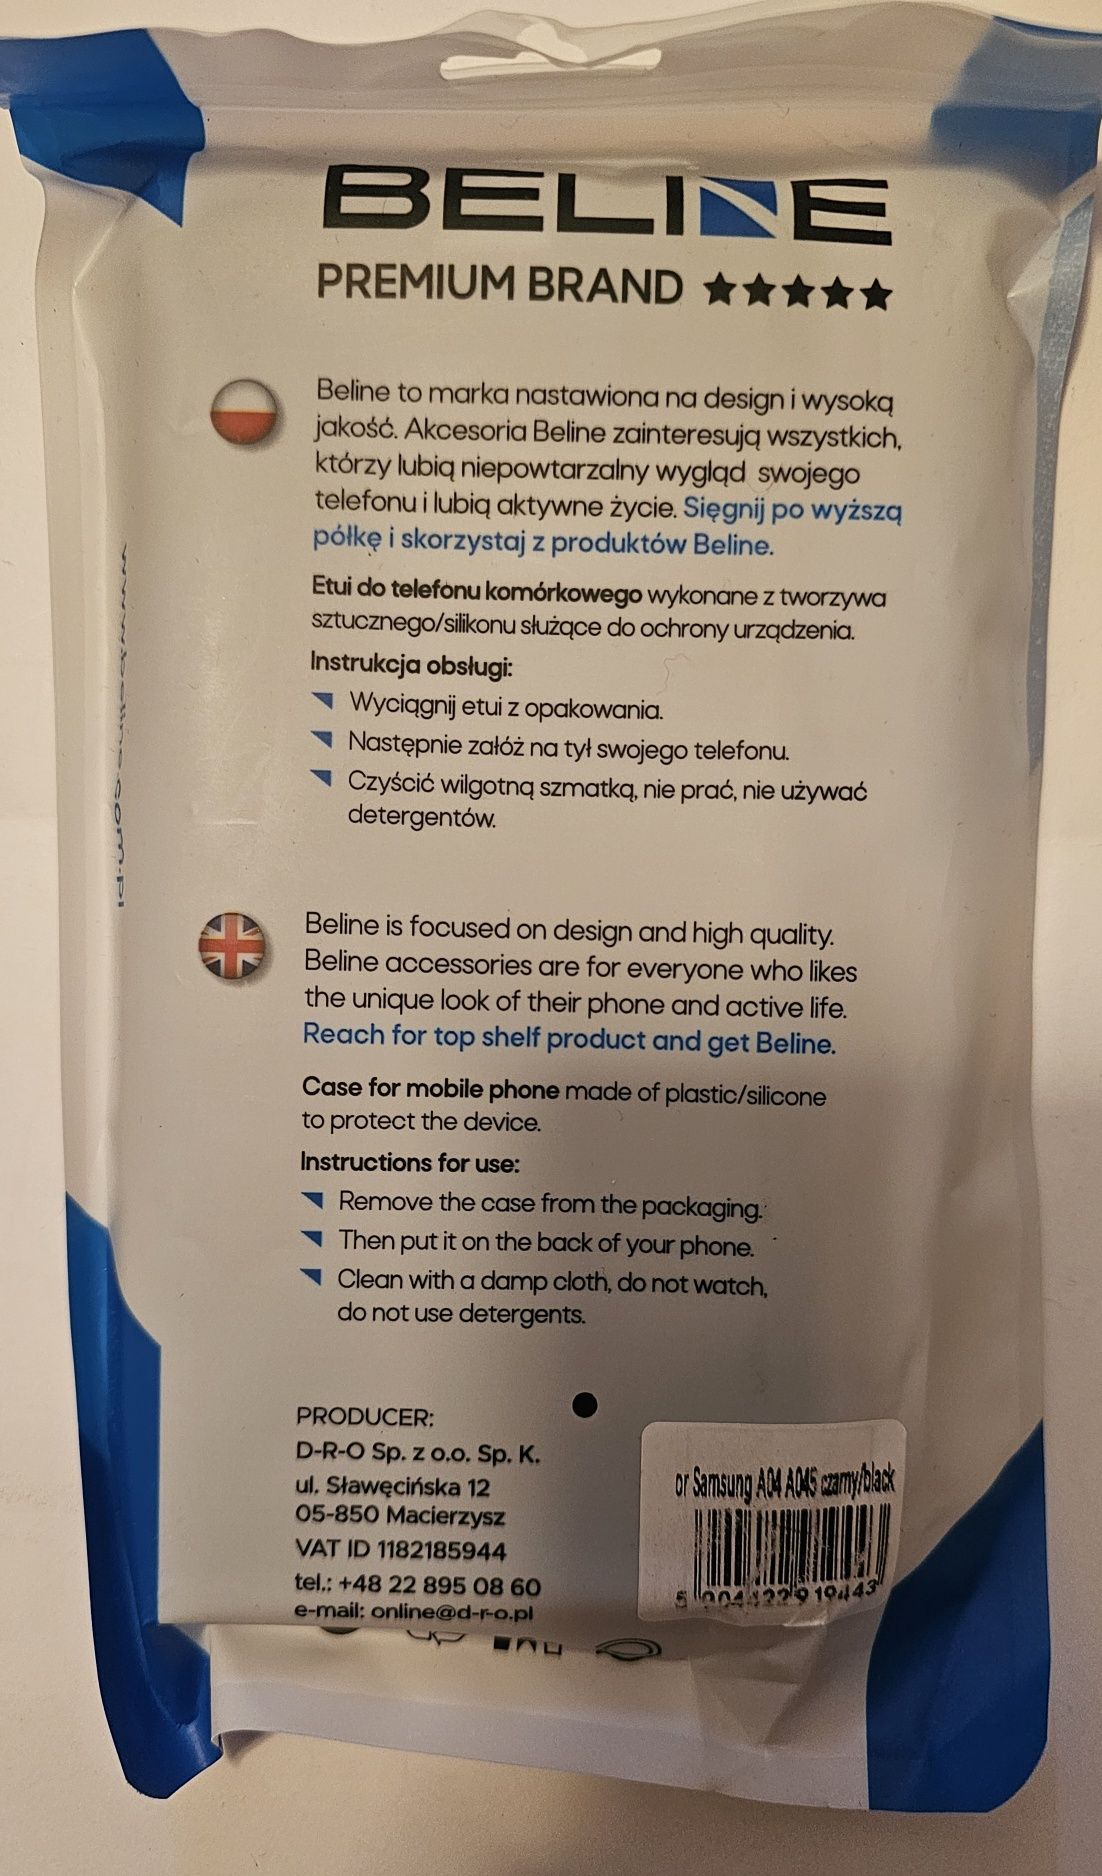 BELINE
PREMIUM BRAND ★★★★★
Beline to marka nastawiona na design i wysoką
jakość. Akcesoria Beline zainteresują wszystkich,
którzy lubią niepowtarzalny wygląd swojego
telefonu i lubią aktywne życie. Sięgnij po wyższą
półkę i skorzystaj z produktów Beline.
Etui do telefonu komórkowego wykonane z tworzywa
sztucznego/silikonu służące do ochrony urządzenia.
Instrukcja obsługi:
Wyciągnij etui z opakowania.
Następnie załóż na tył swojego telefonu.
Czyścić wilgotną szmatką, nie prać, nie używać
detergentów.
Beline is focused on design and high quality.
Beline accessories are for everyone who likes
the unique look of their phone and active life.
Reach for top shelf product and get Beline.
Case for mobile phone made of plastic/silicone
to protect the device.
Instructions for use:
Remove the case from the packaging.
Then put it on the back of your phone.
Clean with a damp cloth, do not watch,
do not use detergents.
PRODUCER:
D-R-O Sp. z o.o. Sp. K.
ul. Sławęcińska 12
05-850 Macierzysz
VAT ID 1182185944
tel.: +48 22 895 08 60
e-mail: online@d-r-o.pl
or Samsung A04 A045 czarny/black